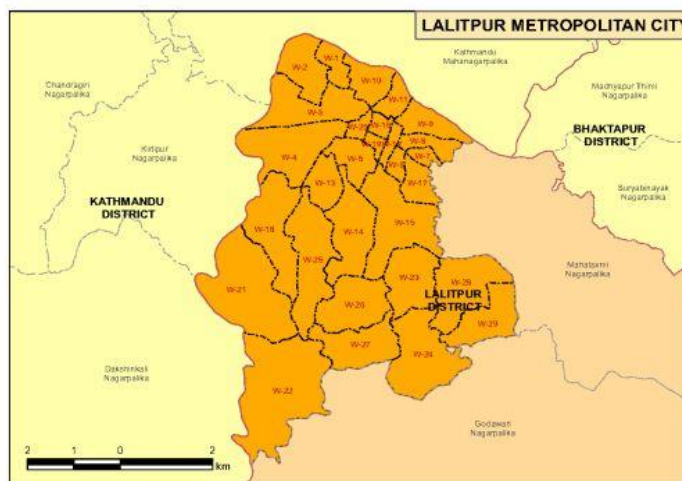 LALITPUR METROPOLITAN CITY
Kathmandu
Mahanagarpalika
Chandragiri
Nagarpalika
Madhyapur Thimi
Nagarpalika
BHAKTAPUR
DISTRICT
Kirtipur
Nagarpalika
Suryabinayak
Nagarpalika
KATHMANDU
DISTRICT
Mahalaxmi
Nagarpalika
LALITPUR
DISTRICT
Dakshinkali
Nagarpalika
Godawari
Nagarpalika
W-1
W-2
W-10
W-11
W-3
W-9
W-20
W-16
W-8
W-7
W-4
W-5
W-13
W-17
W-18
W-14
W-15
W-25
W-23
W-28
W-21
W-26
W-29
W-27
W-24
W-22
2 1 0 2
km